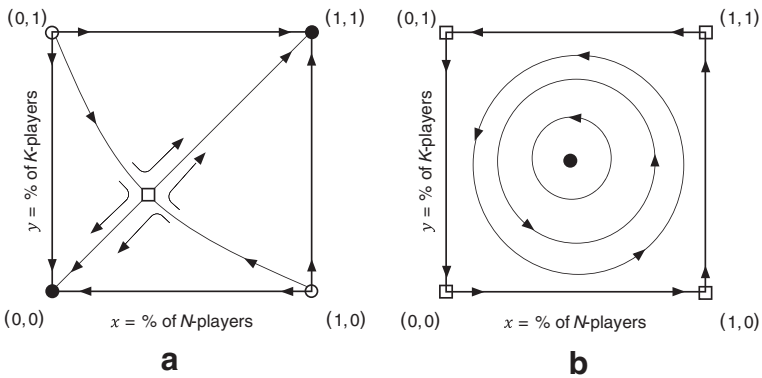 (0,1)
(1,1)
y = % of K-players
(0,0)
x = % of N-players
(1,0)
a
(0,1)
(1,1)
y = % of K-players
(0,0)
x = % of N-players
(1,0)
b